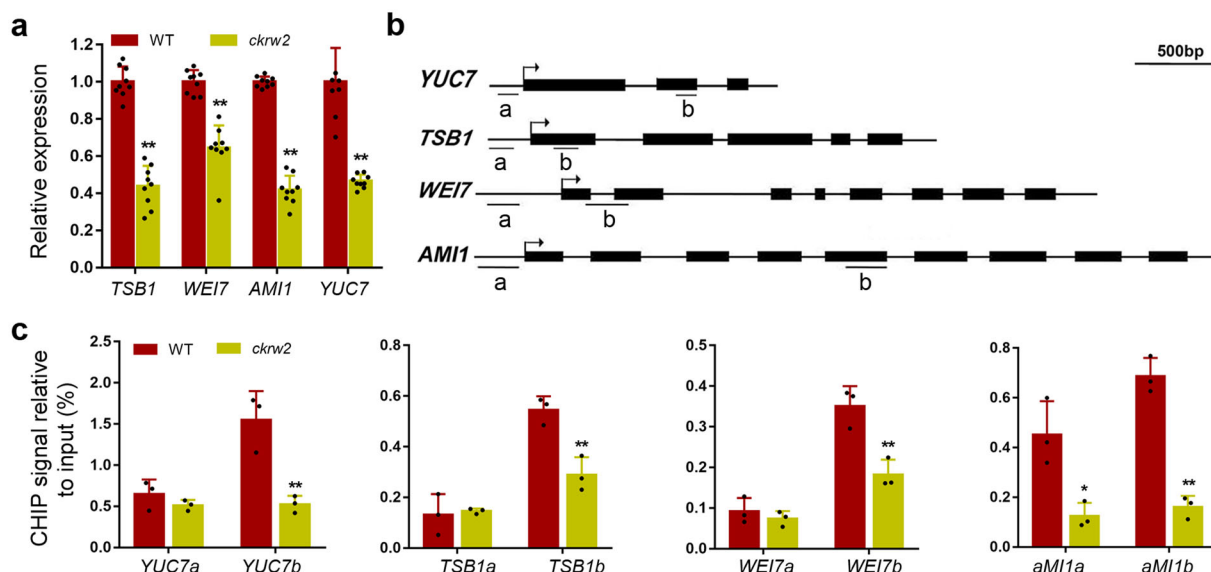 a
WT
ckrw2
Relative expression
1.2
1.0
0.8
0.6
0.4
0.2
0.0
**
**
**
**
TSB1
WEI7
AMI1
YUC7
b
500bp
YUC7
a
b
TSB1
a
b
WEI7
a
b
AMI1
a
b
c
WT
ckrw2
CHIP signal relative
to input (%)
2.5
2.0
1.5
1.0
0.5
0.0
**
YUC7a
YUC7b
0.8
0.6
0.4
0.2
0.0
**
TSB1a
TSB1b
0.5
0.4
0.3
0.2
0.1
0.0
**
WEI7a
WEI7b
0.8
0.6
0.4
0.2
0.0
*
**
aMI1a
aMI1b